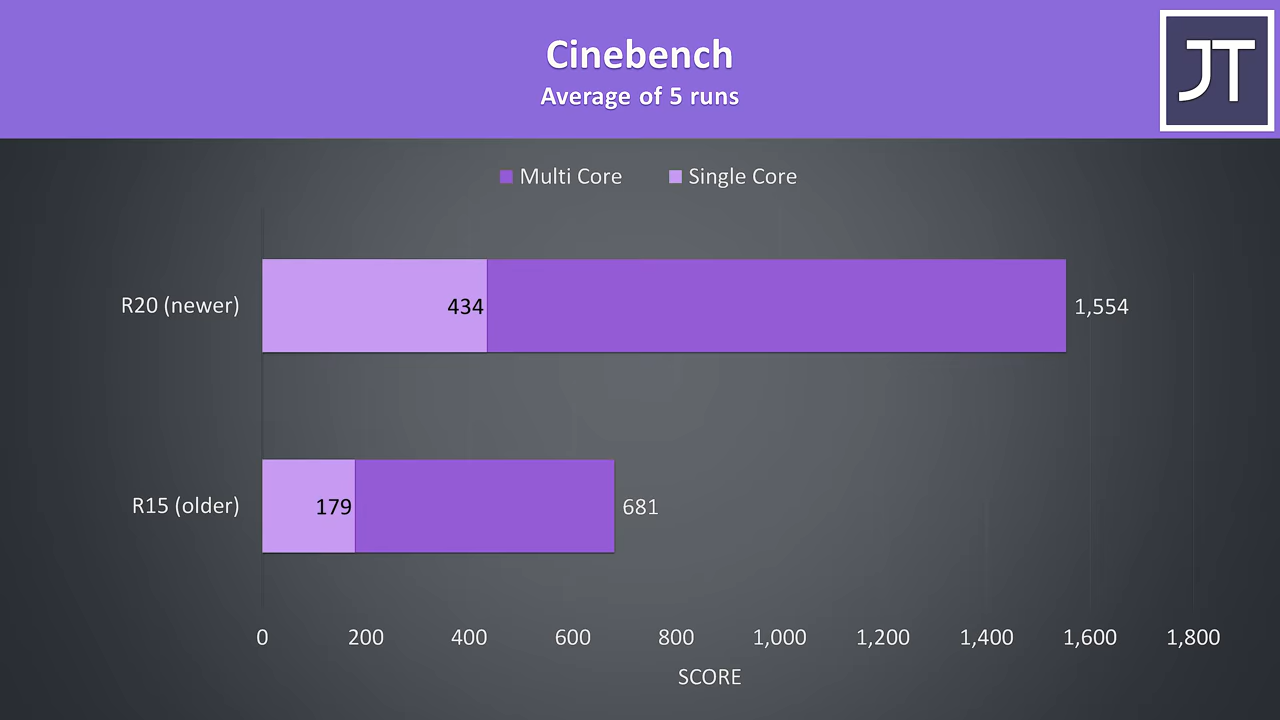 Cinebench
Average of 5 runs
JT
Multi Core
Single Core
R20 (newer)
434
1,554
R15 (older)
179
681
0
200
400
600
800
1,000
1,200
1,400
1,600
1,800
SCORE